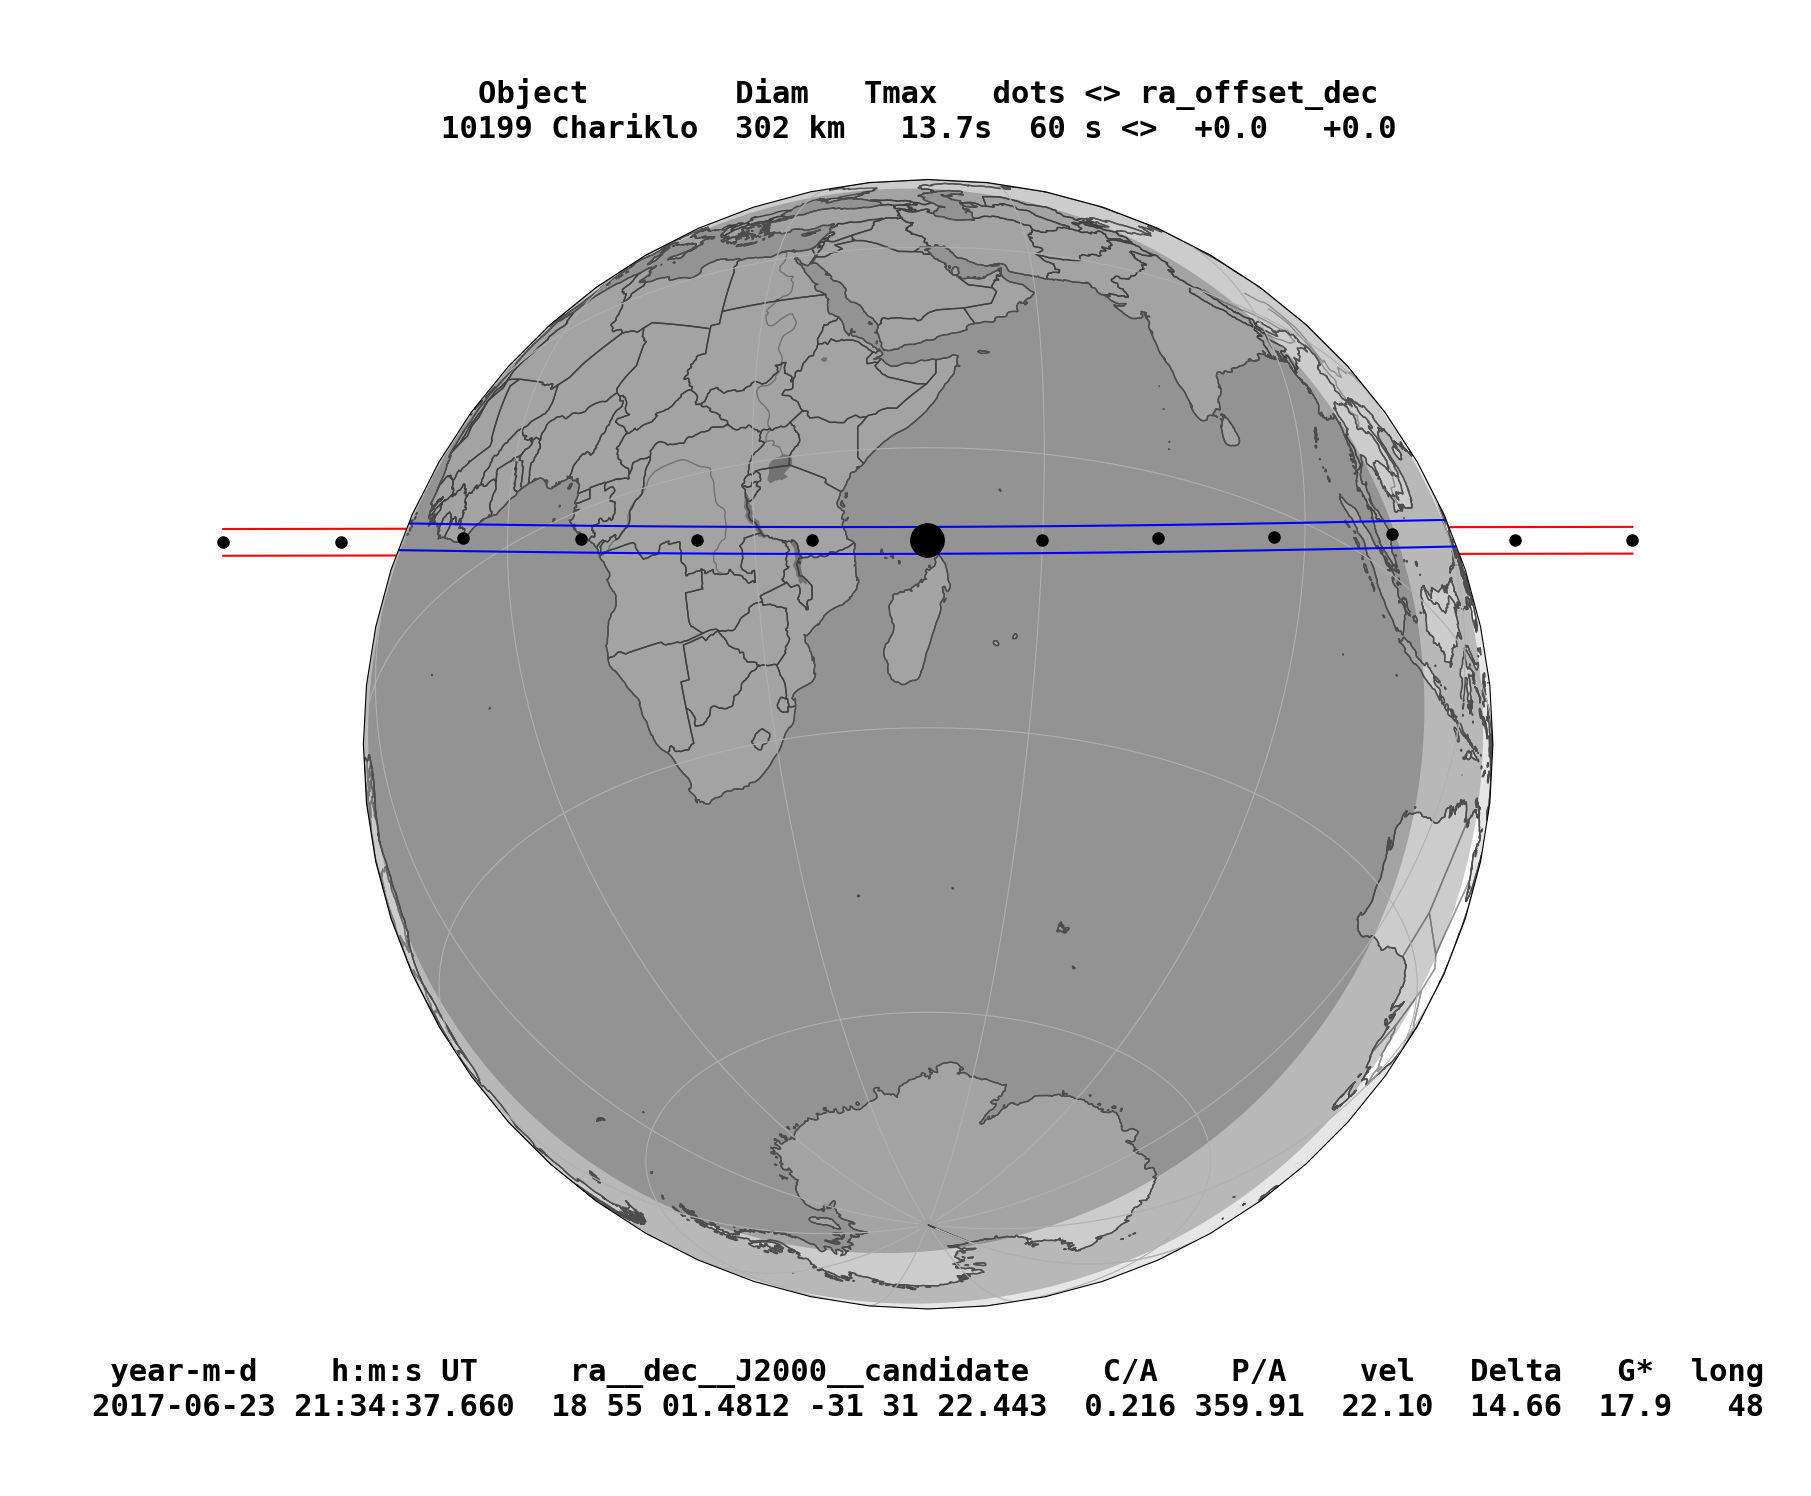 Object Diam Tmax dots <> ra_offset_dec
10199 Chariklo 302 km 13.7s 60 s <> +0.0 +0.0
year-m-d h:m:s UT ra__dec__J2000__candidate C/A P/A vel Delta G* long
2017-06-23 21:34:37.660 18 55 01.4812 -31 31 22.443 0.216 359.91 22.10 14.66 17.9 48